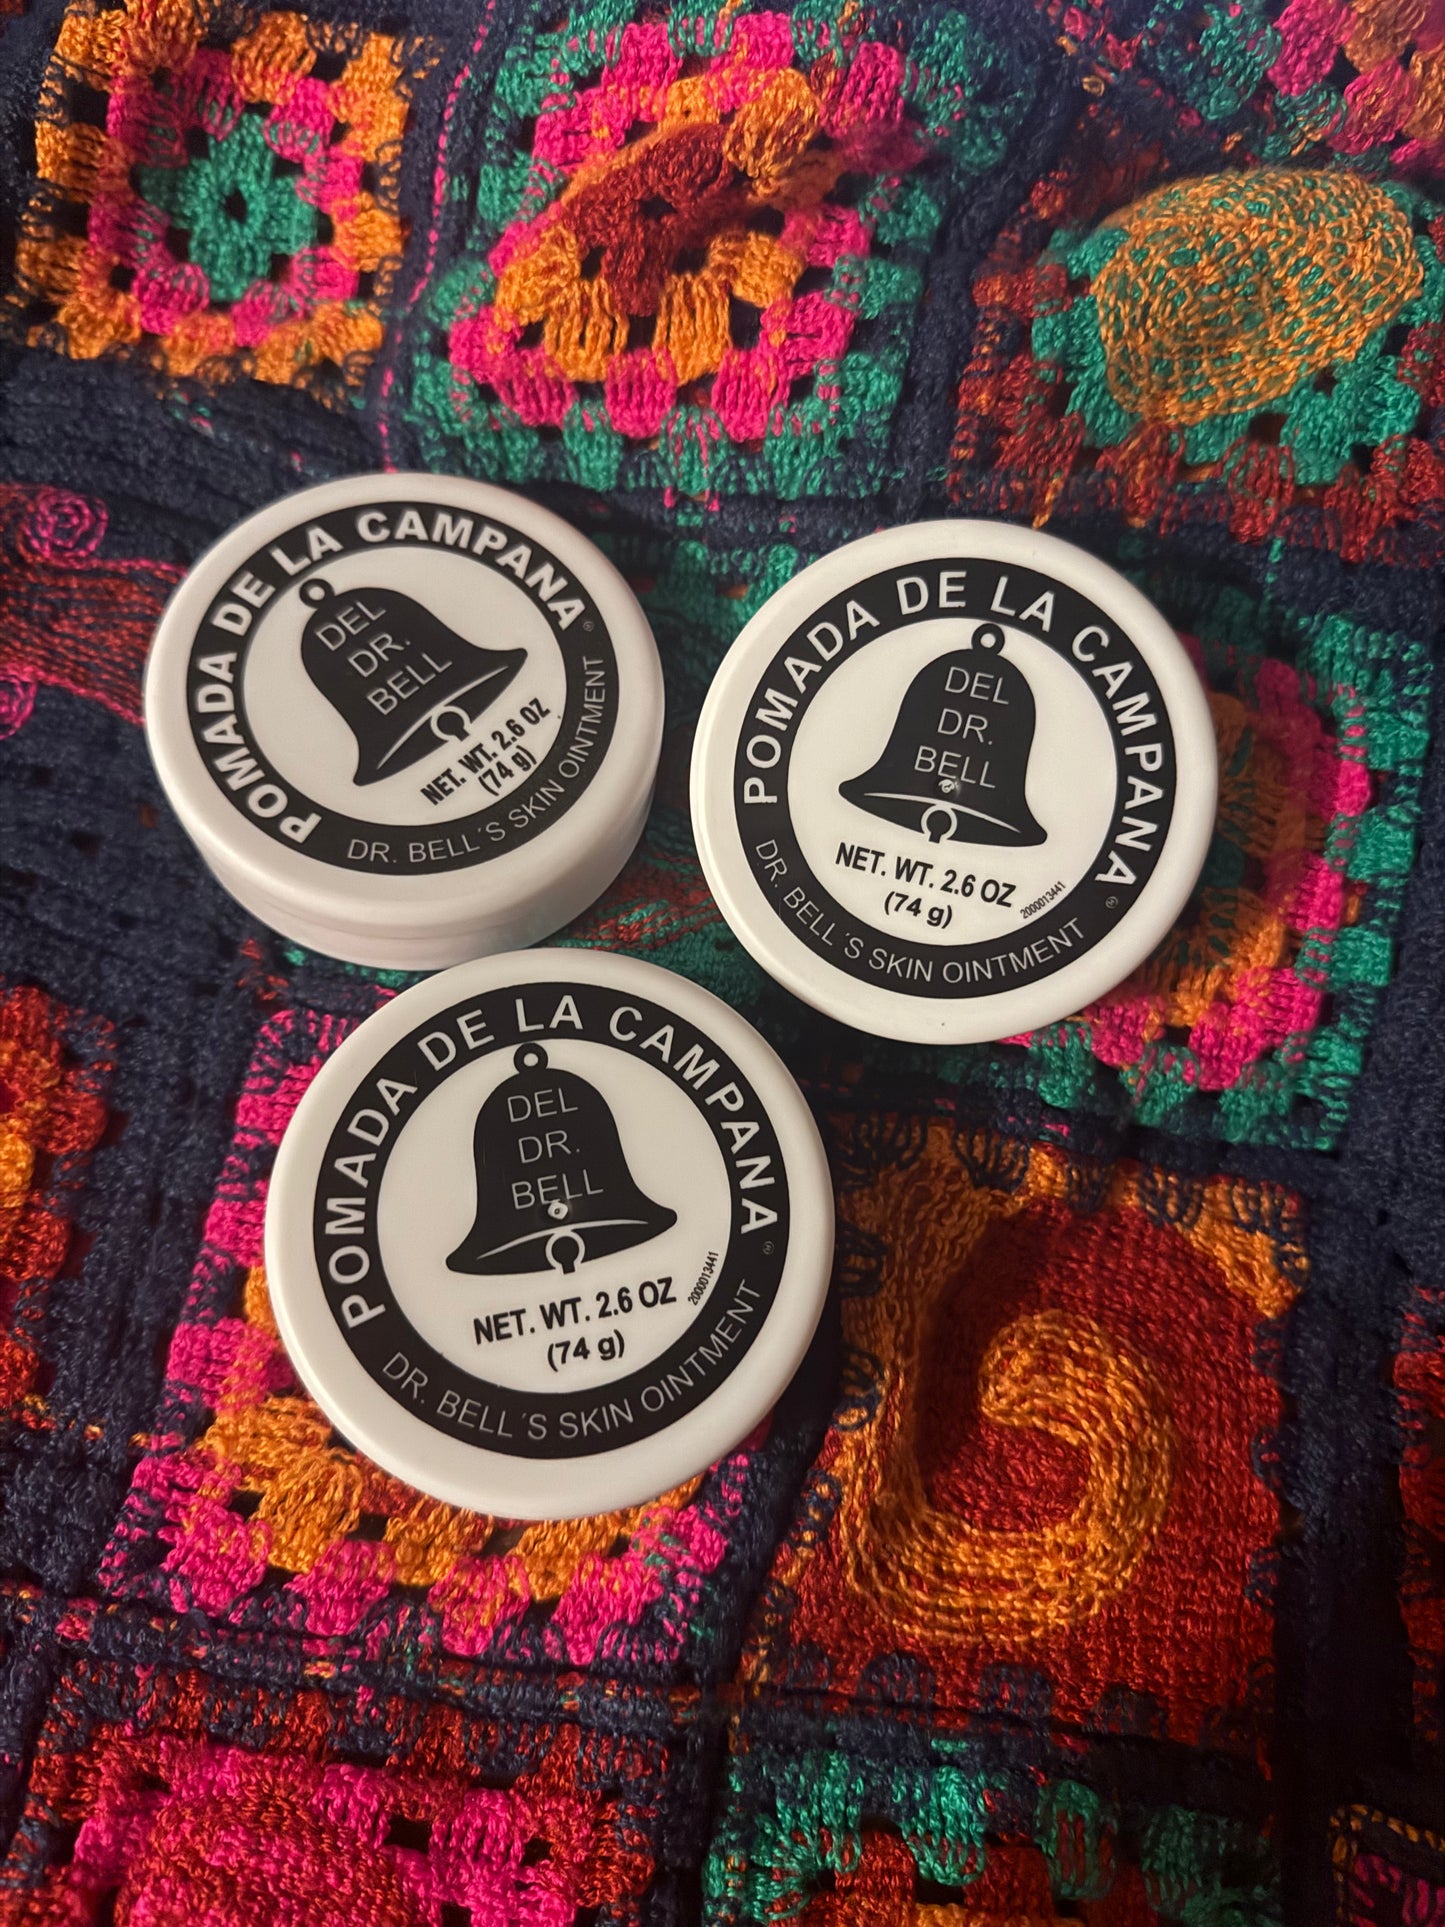 POMADA DE LA CAMPANA ®
DEL
DR.
BELL
NET. WT. 2.6 OZ
(74 g)
DR. BELL´S SKIN OINTMENT
POMADA DE LA CAMPANA
DEL
DR.
BELL
NET. WT. 2.6 OZ
(74 g)
2000013441
DR. BELL´S SKIN OINTMENT
POMADA DE LA CAMPANA
DEL
DR.
BELL
NET. WT. 2.6 OZ
(74 g)
2000013441
DR. BELL´S SKIN OINTMENT